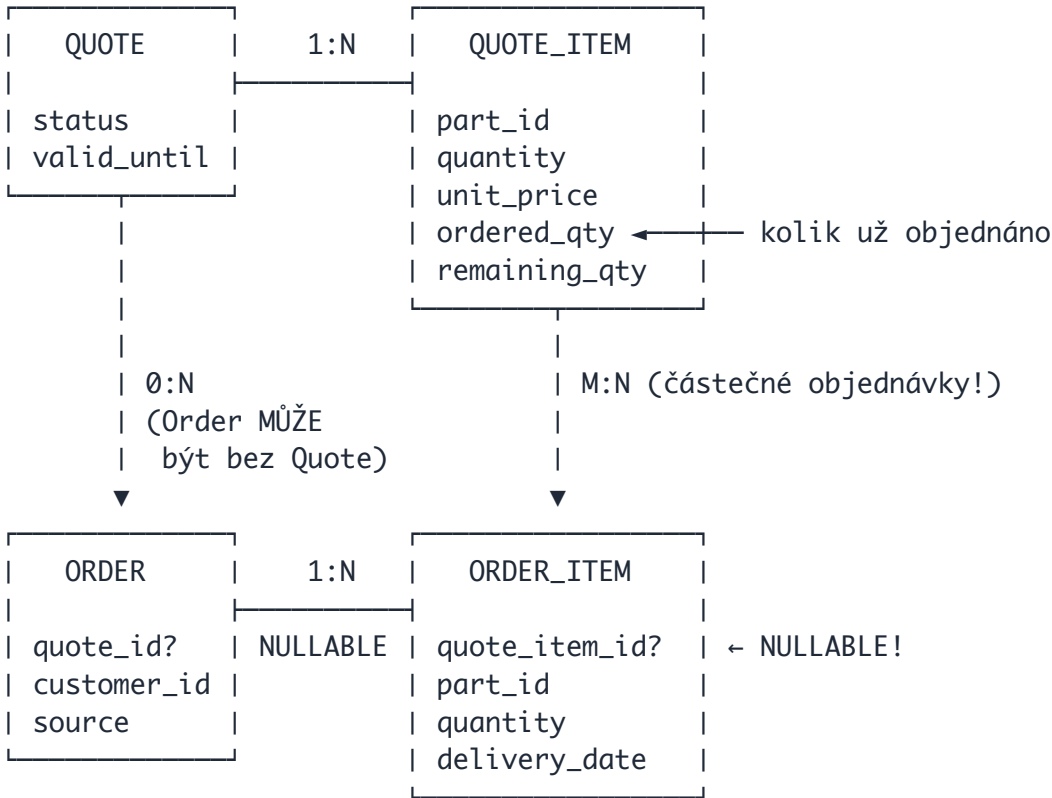 QUOTE 1:N QUOTE_ITEM
status part_id
valid_until quantity
unit_price
ordered_qty ◄── kolik už objednáno
remaining_qty
0:N M:N (částečné objednávky!)
(Order MŮŽE
být bez Quote)
ORDER 1:N ORDER_ITEM
quote_id? NULLABLE quote_item_id? ← NULLABLE!
customer_id part_id
source quantity
delivery_date